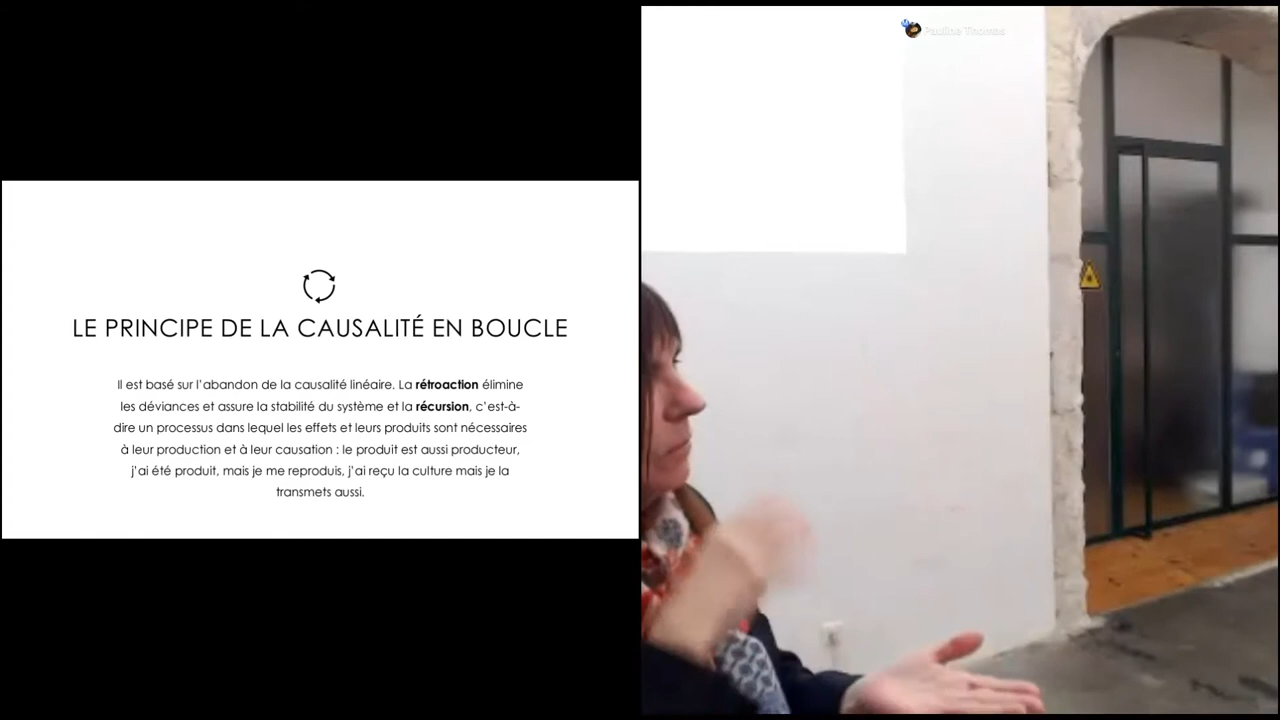 LE PRINCIPE DE LA CAUSALITÉ EN BOUCLE
Il est basé sur l'abandon de la causalité linéaire. La rétroaction élimine
les déviances et assure la stabilité du système et la récursion, c'est-à-
dire un processus dans lequel les effets et leurs produits sont nécessaires
à leur production et à leur causation : le produit est aussi producteur,
j'ai été produit, mais je me reproduis, j'ai reçu la culture mais je la
transmets aussi.
Pauline Thomas